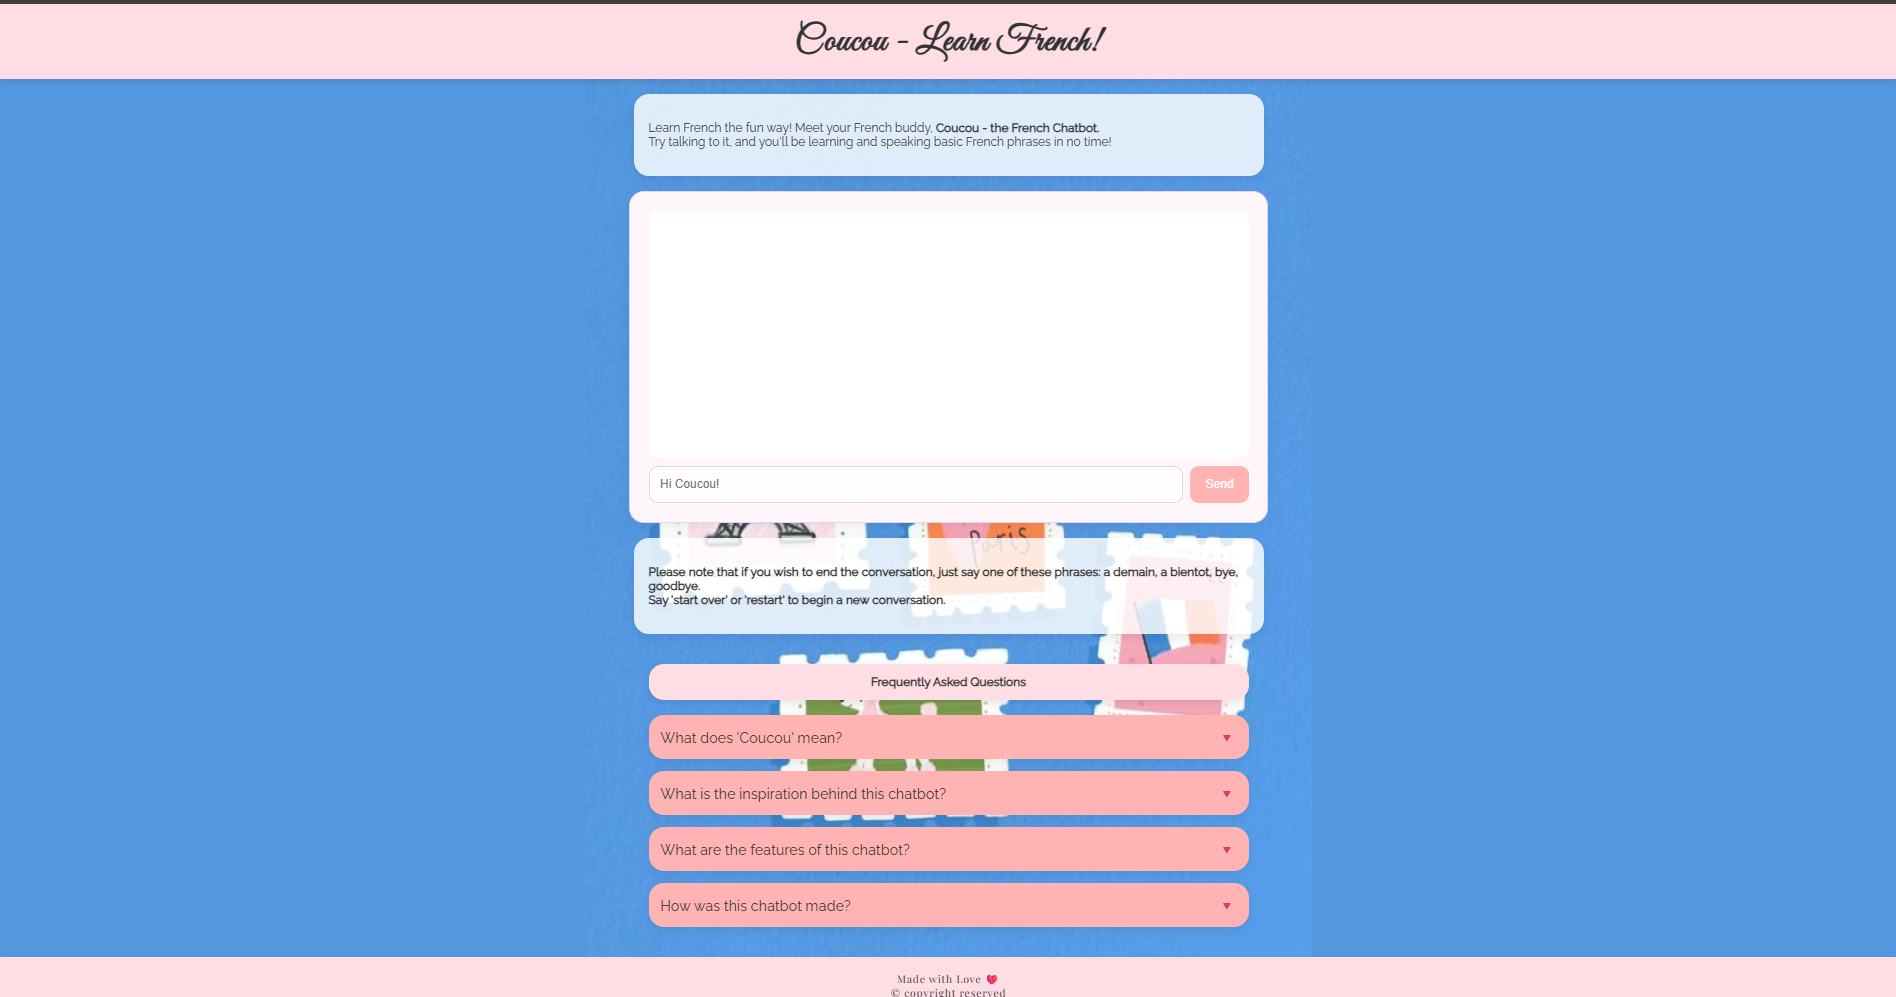 Coucou - Learn French!
Learn French the fun way! Meet your French buddy, Coucou - the French Chatbot.
Try talking to it, and you'll be learning and speaking basic French phrases in no time!
Hi Coucou!
Send
Paris
Please note that if you wish to end the conversation, just say one of these phrases: a demain, a bientot, bye,
goodbye.
Say 'start over' or 'restart' to begin a new conversation.
Frequently Asked Questions
What does 'Coucou' mean?
What is the inspiration behind this chatbot?
What are the features of this chatbot?
How was this chatbot made?
Made with Love
© copyright reserved